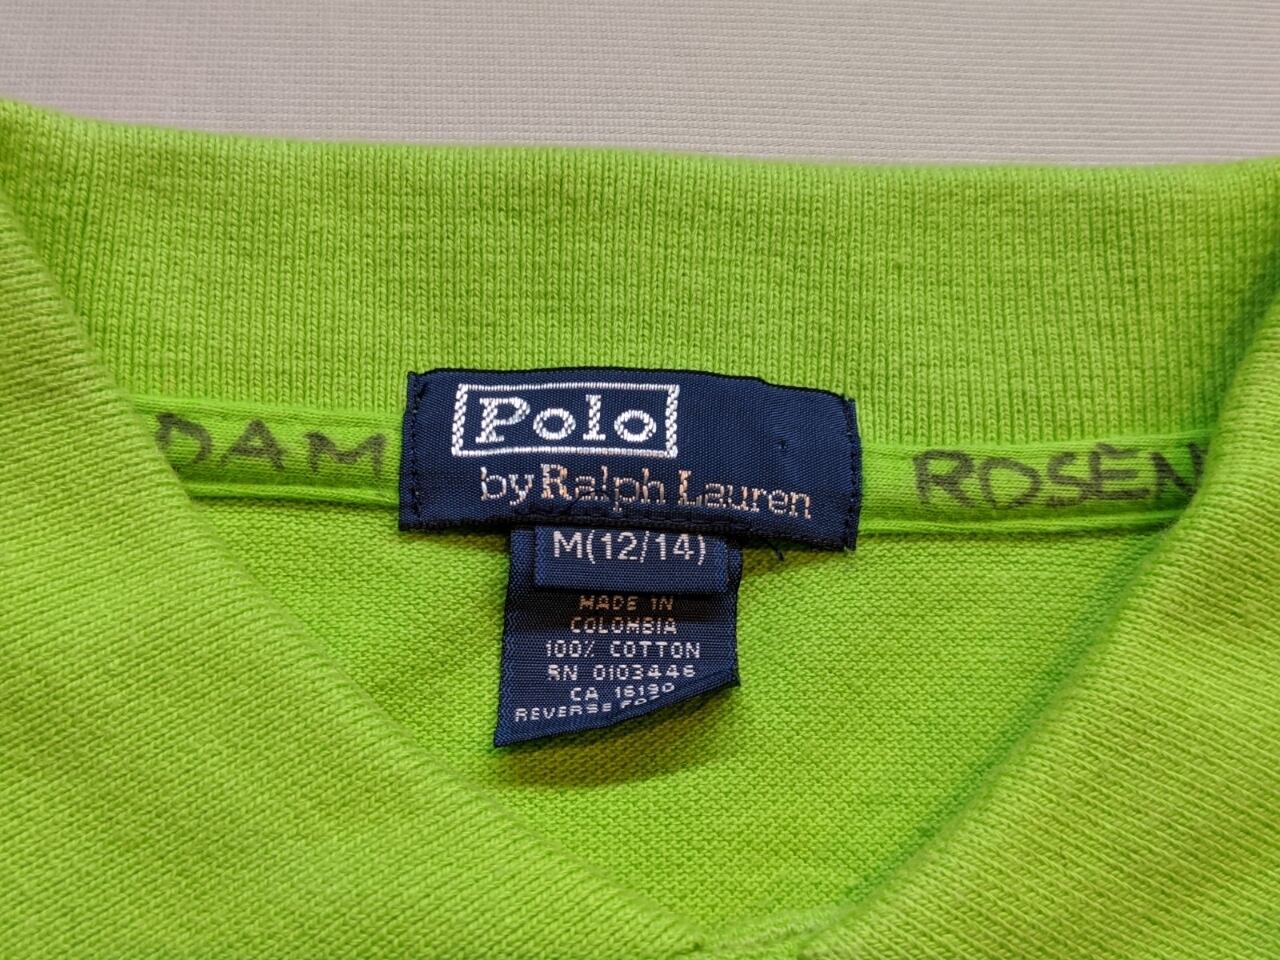 DAM
Polo
by Ralph Lauren
ROSEN
M(12/14)
MADE IN
COLOMBIA
100% COTTON
RN 0103446
CA 16190
REVERSE